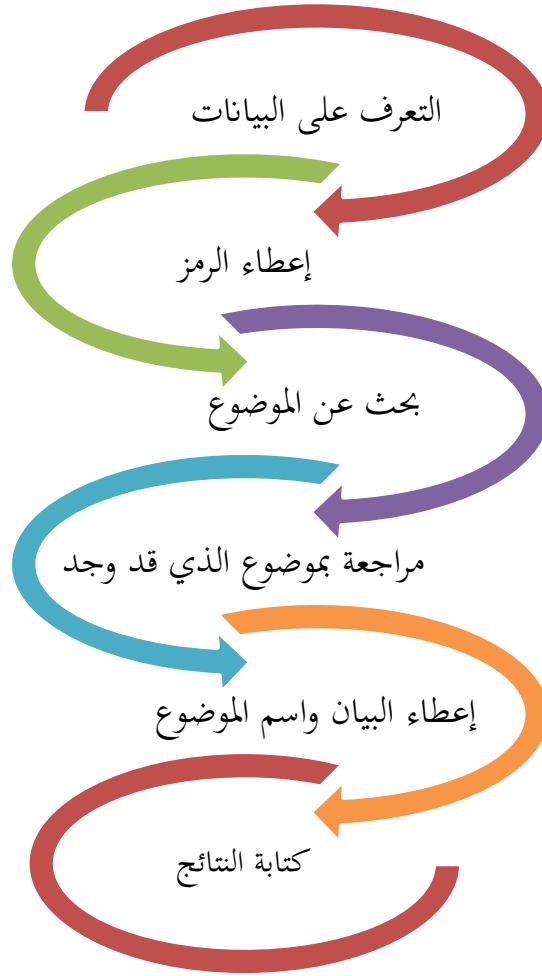 التعرف على البيانات
إعطاء الرمز
بحث عن الموضوع
مراجعة بموضوع الذي قد وجد
إعطاء البيان واسم الموضوع
كتابة النتائج